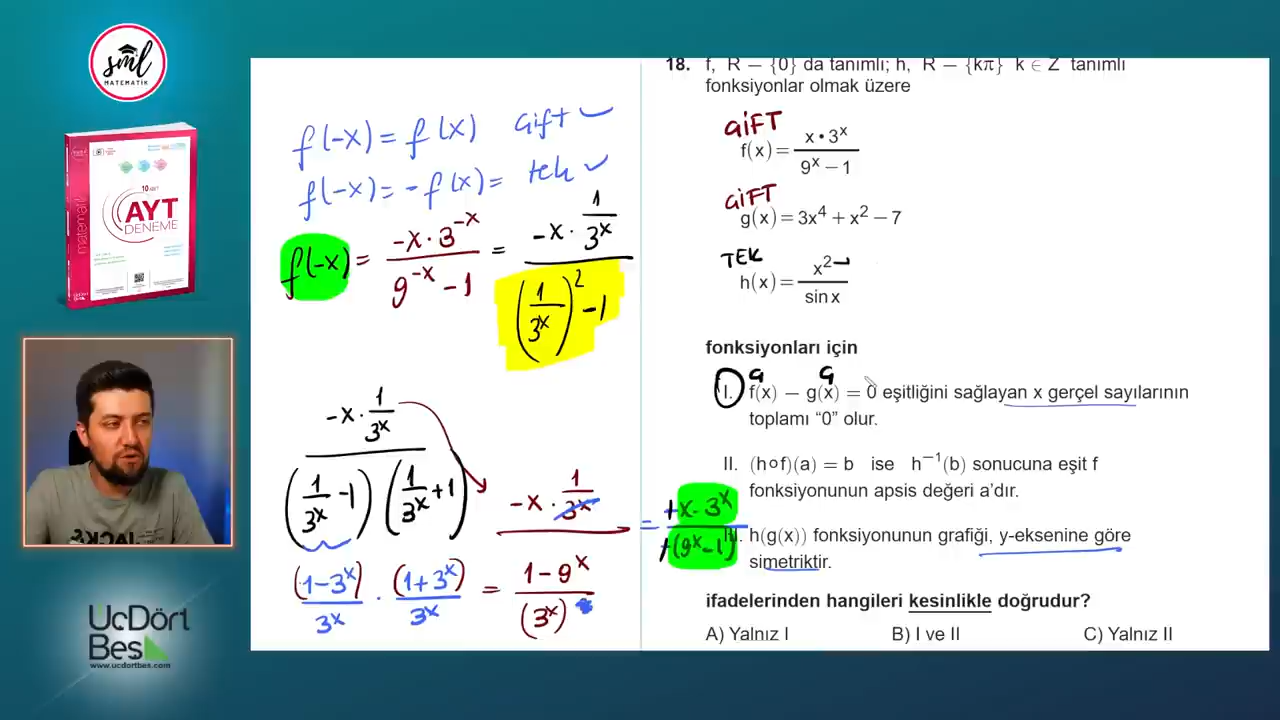 sml
MATEMATİK
10 ADET
AYT
DENEME
matematik
ÜçDört
Beş
www.ucdortbes.com
f(-x) = f(x) Çift ✓
f(-x) = -f(x) = tek ✓
f(-x) = (-x · 3^-x)/(9^-x - 1) = (-x · 1/3^x)/((1/3^x)^2 - 1)
(-x · 1/3^x)/((1/3^x - 1)(1/3^x + 1))
(1-3^x)/3^x · (1+3^x)/3^x = (1-9^x)/(3^x)
(-x · 1/3^x) = (+x · 3^x)/(+(9^x-1))
18. f, R – {0} da tanımlı; h, R – {kπ} k ∈ Z tanımlı
fonksiyonlar olmak üzere
ÇİFT
f(x) = (x • 3^x)/(9^x – 1)
ÇİFT
g(x) = 3x^4 + x^2 – 7
TEK
h(x) = x^2/sin x
fonksiyonları için
Ç Ç
I. f(x) – g(x) = 0 eşitliğini sağlayan x gerçel sayılarının
toplamı “0” olur.
II. (h∘f)(a) = b ise h^–1(b) sonucuna eşit f
fonksiyonunun apsis değeri a’dır.
III. h(g(x)) fonksiyonunun grafiği, y-eksenine göre
simetriktir.
ifadelerinden hangileri kesinlikle doğrudur?
A) Yalnız I B) I ve II C) Yalnız II